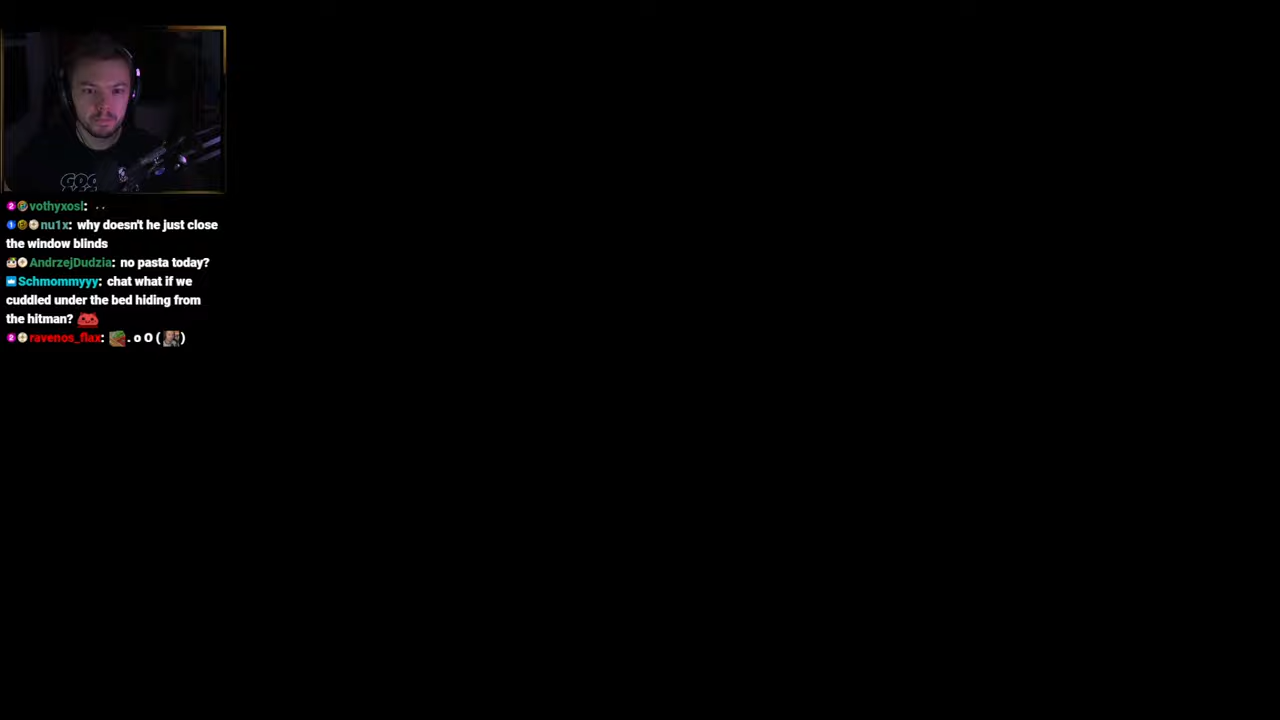 vothyxosl: . .
nu1x: why doesn't he just close
the window blinds
AndrzejDudzia: no pasta today?
Schmommyyy: chat what if we
cuddled under the bed hiding from
the hitman?
ravenos_flax: . o O ( )